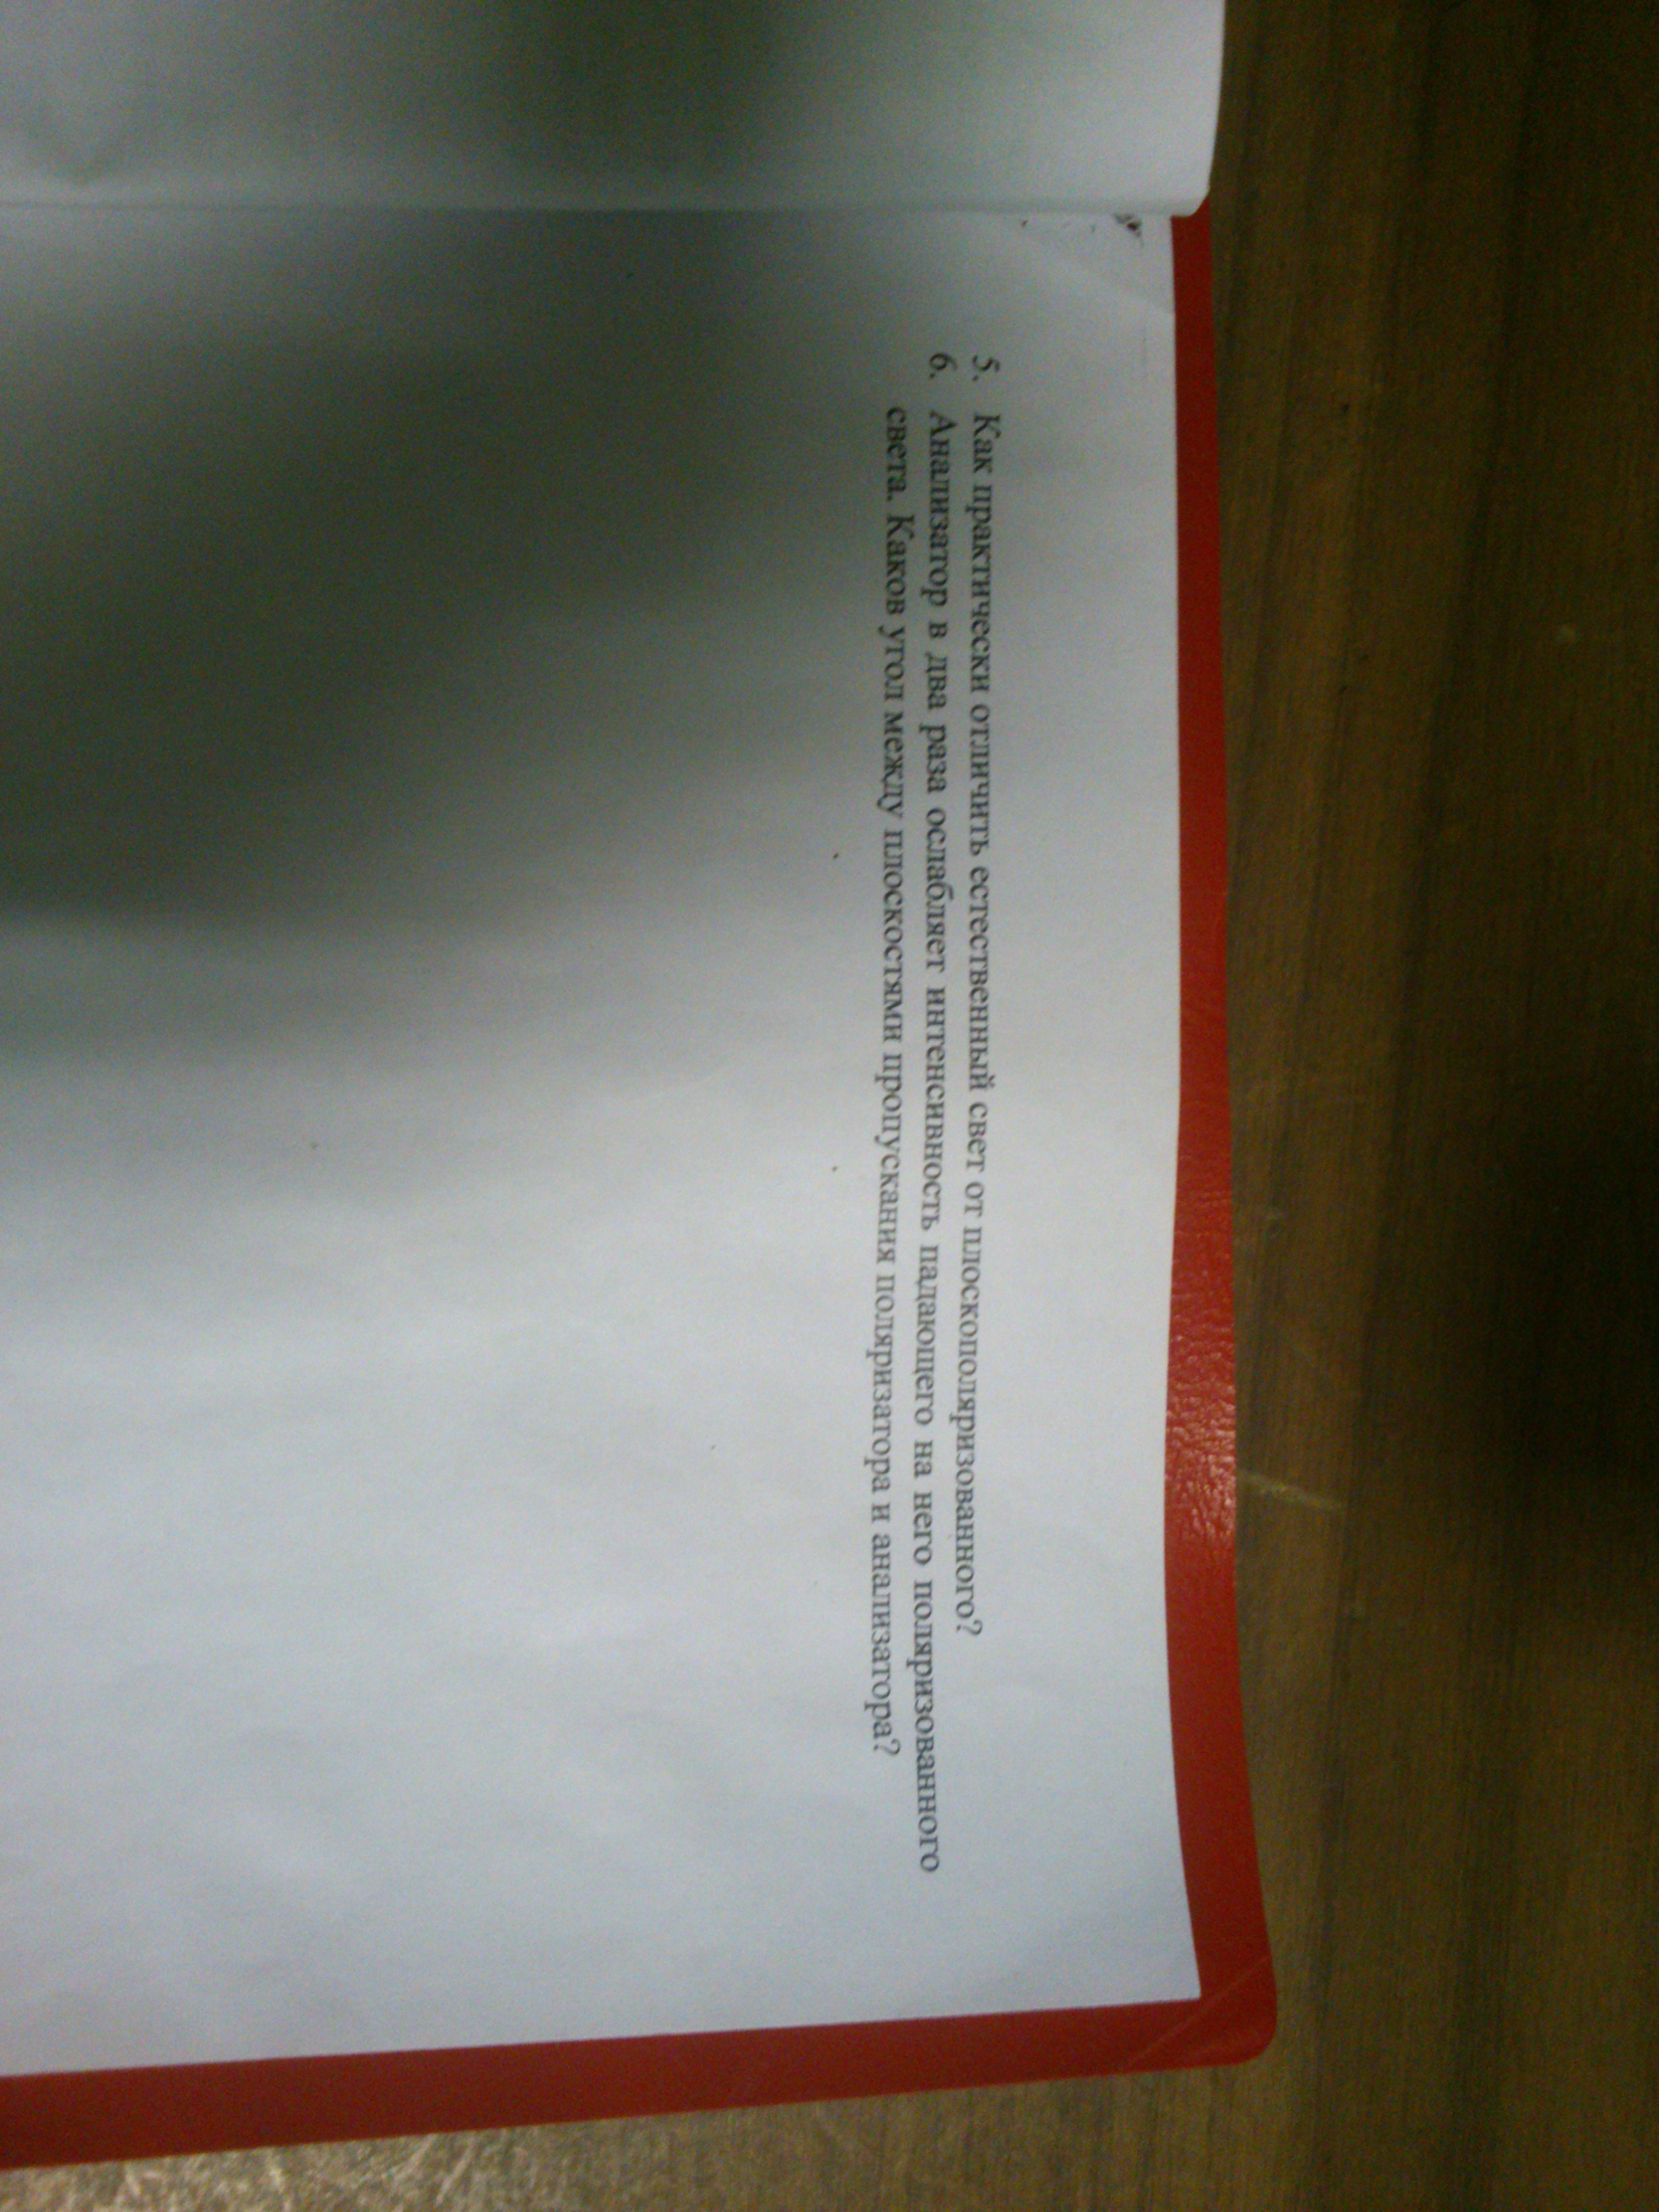 5. Как практически отличить естественный свет от плоскополяризованного?
6. Анализатор в два раза ослабляет интенсивность падающего на него поляризованного
света. Каков угол между плоскостями пропускания поляризатора и анализатора?